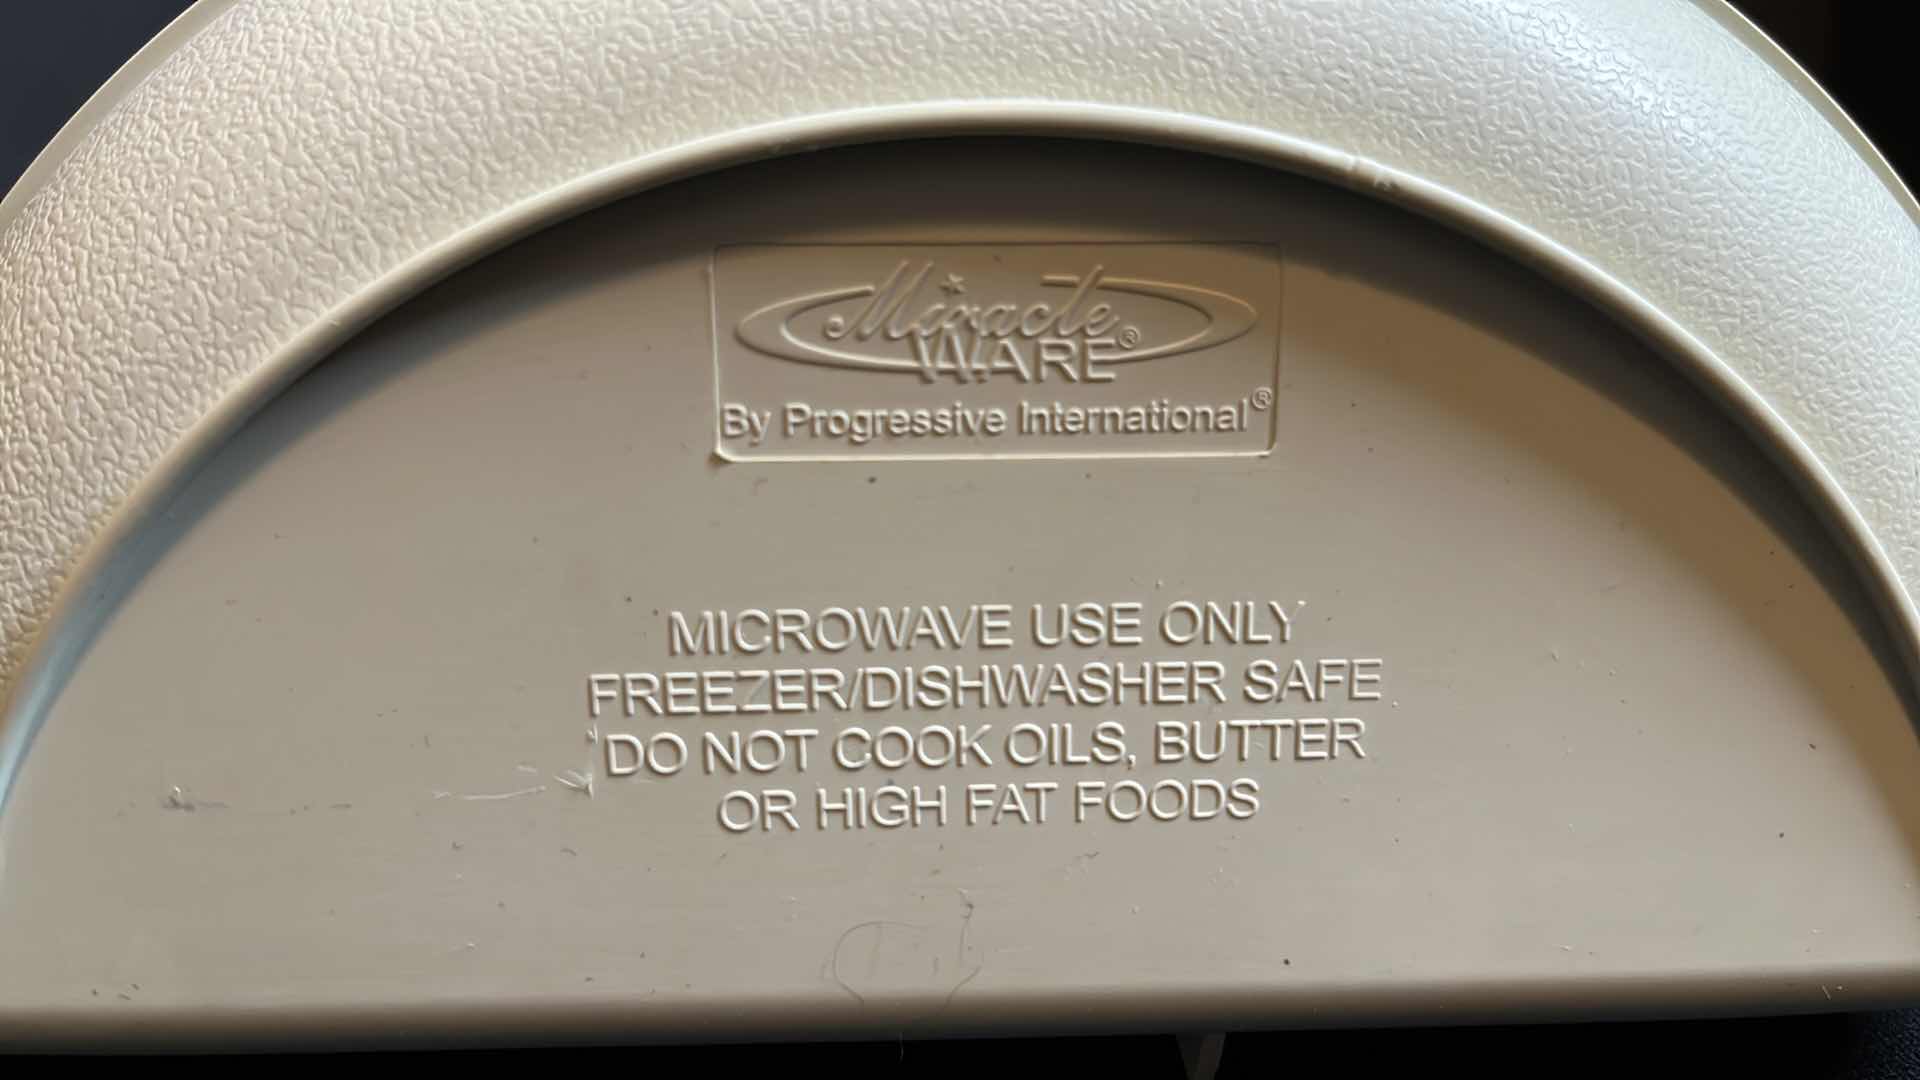 Miracle
WARE®
By Progressive International®
MICROWAVE USE ONLY
FREEZER/DISHWASHER SAFE
DO NOT COOK OILS, BUTTER
OR HIGH FAT FOODS